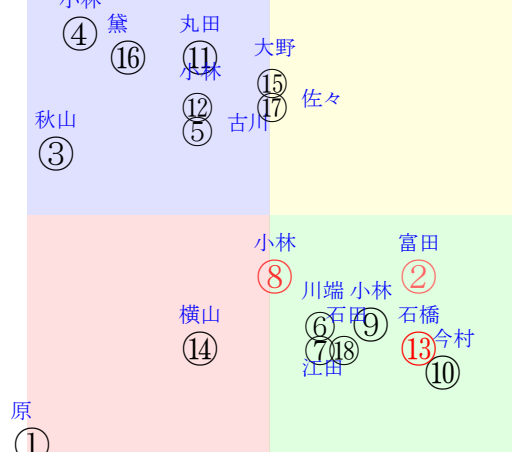 小林
④
黛
⑯
丸田
⑪
小林
⑫
⑤
大野
⑮
⑰
佐々
古川
秋山
③
小林
⑧
富田
②
川端
⑥
小林
⑨
石田
⑱
石橋
⑬
今村
⑩
⑦
江田
横山
⑭
原
①